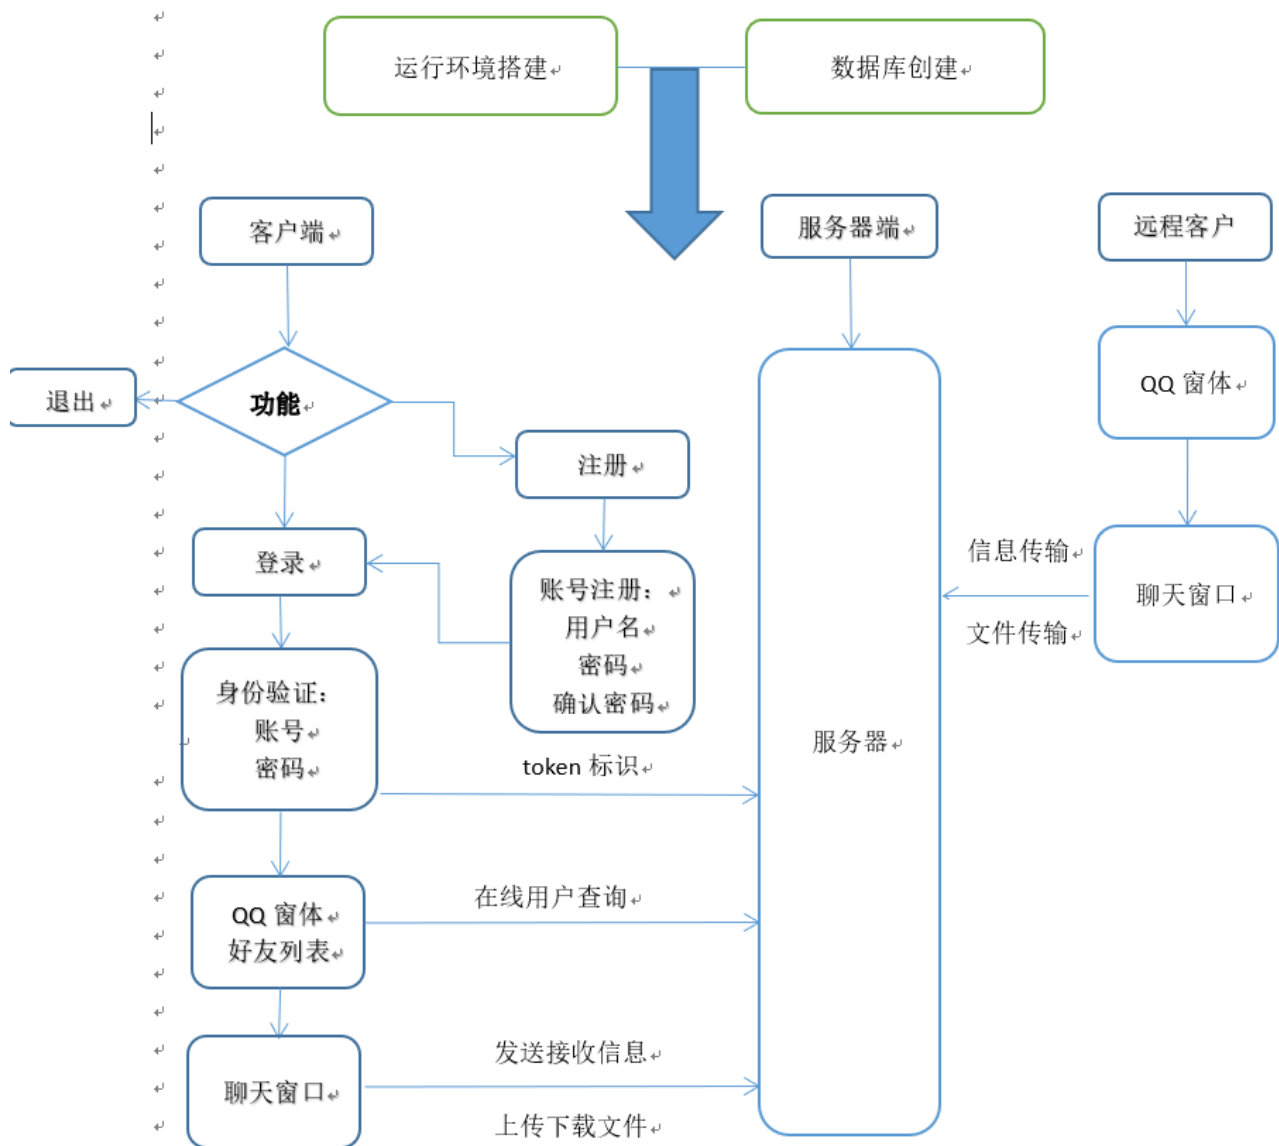 运行环境搭建
数据库创建
客户端
服务器端
远程客户
退出
功能
QQ 窗体
注册
登录
信息传输
账号注册：
用户名
密码
确认密码
聊天窗口
文件传输
身份验证：
账号
密码
服务器
token 标识
QQ 窗体
好友列表
在线用户查询
聊天窗口
发送接收信息
上传下载文件